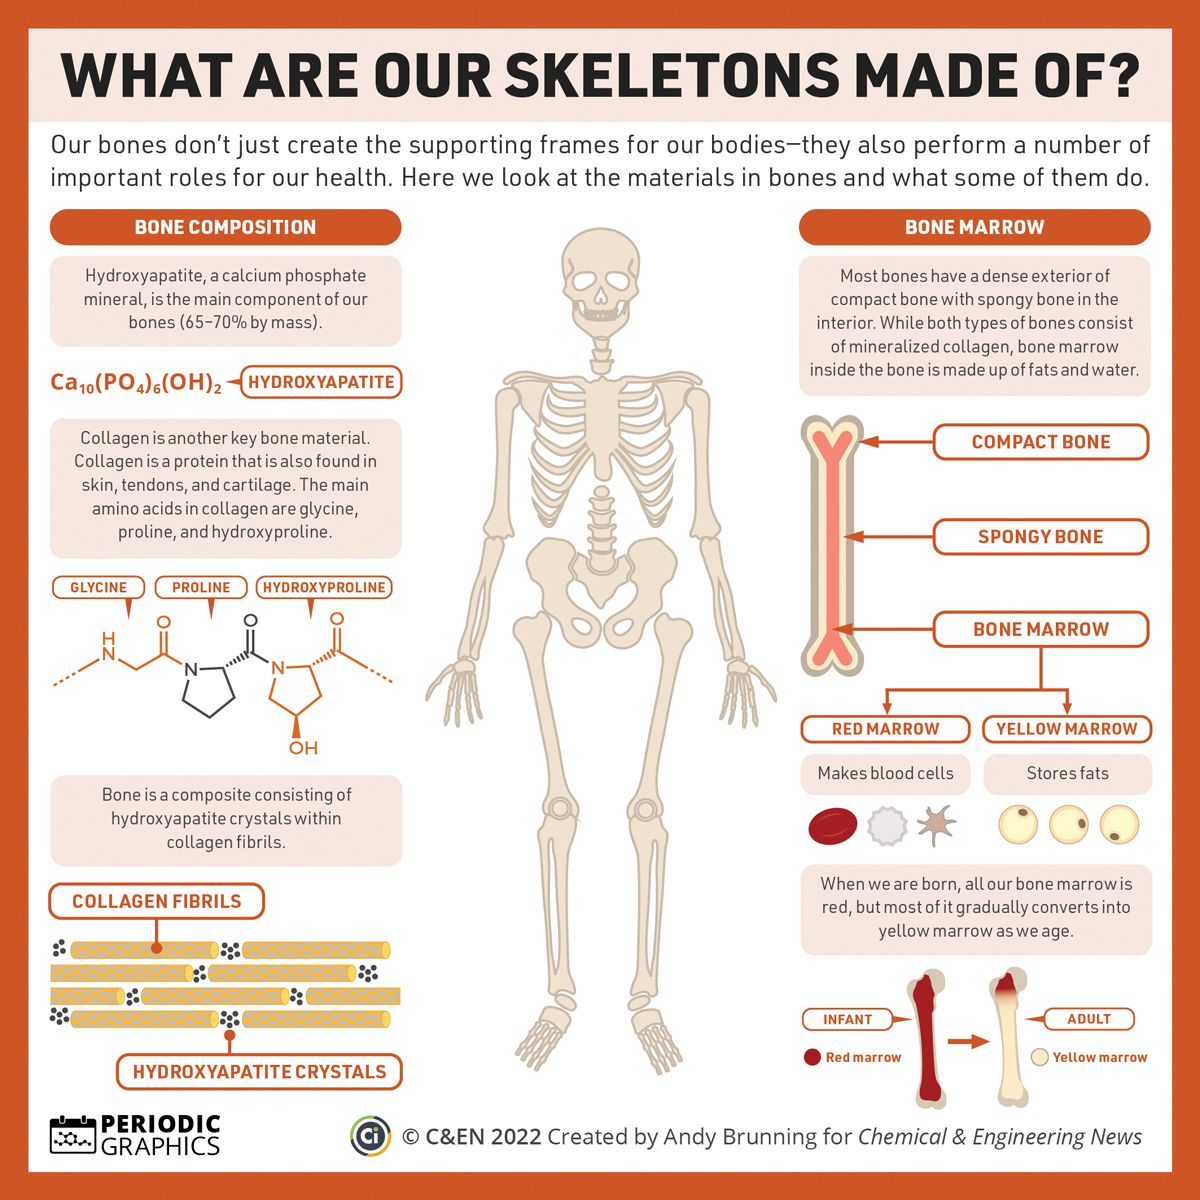 WHAT ARE OUR SKELETONS MADE OF?
Our bones don't just create the supporting frames for our bodies—they also perform a number of
important roles for our health. Here we look at the materials in bones and what some of them do.
BONE COMPOSITION
Hydroxyapatite, a calcium phosphate
mineral, is the main component of our
bones (65–70% by mass).
Ca₁₀(PO₄)₆(OH)₂
HYDROXYAPATITE
Collagen is another key bone material.
Collagen is a protein that is also found in
skin, tendons, and cartilage. The main
amino acids in collagen are glycine,
proline, and hydroxyproline.
GLYCINE
PROLINE
HYDROXYPROLINE
H
N
O
N
O
N
O
OH
Bone is a composite consisting of
hydroxyapatite crystals within
collagen fibrils.
COLLAGEN FIBRILS
HYDROXYAPATITE CRYSTALS
BONE MARROW
Most bones have a dense exterior of
compact bone with spongy bone in the
interior. While both types of bones consist
of mineralized collagen, bone marrow
inside the bone is made up of fats and water.
COMPACT BONE
SPONGY BONE
BONE MARROW
RED MARROW
YELLOW MARROW
Makes blood cells
Stores fats
When we are born, all our bone marrow is
red, but most of it gradually converts into
yellow marrow as we age.
INFANT
ADULT
Red marrow
Yellow marrow
PERIODIC
GRAPHICS
Ci
© C&EN 2022 Created by Andy Brunning for Chemical & Engineering News